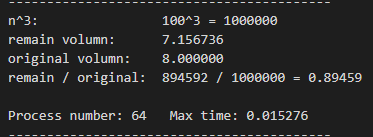 ------------------------------------------
n^3: 100^3 = 1000000
remain volumn: 7.156736
original volumn: 8.000000
remain / original: 894592 / 1000000 = 0.89459
Process number: 64 Max time: 0.015276
------------------------------------------